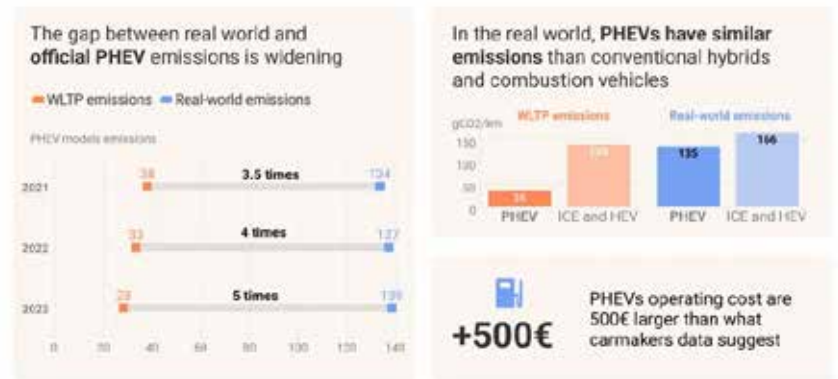 The gap between real world and
official PHEV emissions is widening
WLTP emissions Real-world emissions
PHEV models emissions
2021
38
3.5 times
134
2022
33
4 times
137
2023
28
5 times
139
0 20 40 60 80 100 120 140
In the real world, PHEVs have similar
emissions than conventional hybrids
and combustion vehicles
gCO2/km
WLTP emissions
Real-world emissions
150
100
50
0
135
166
PHEV ICE and HEV PHEV ICE and HEV
+500€
PHEVs operating cost are
500€ larger than what
carmakers data suggest